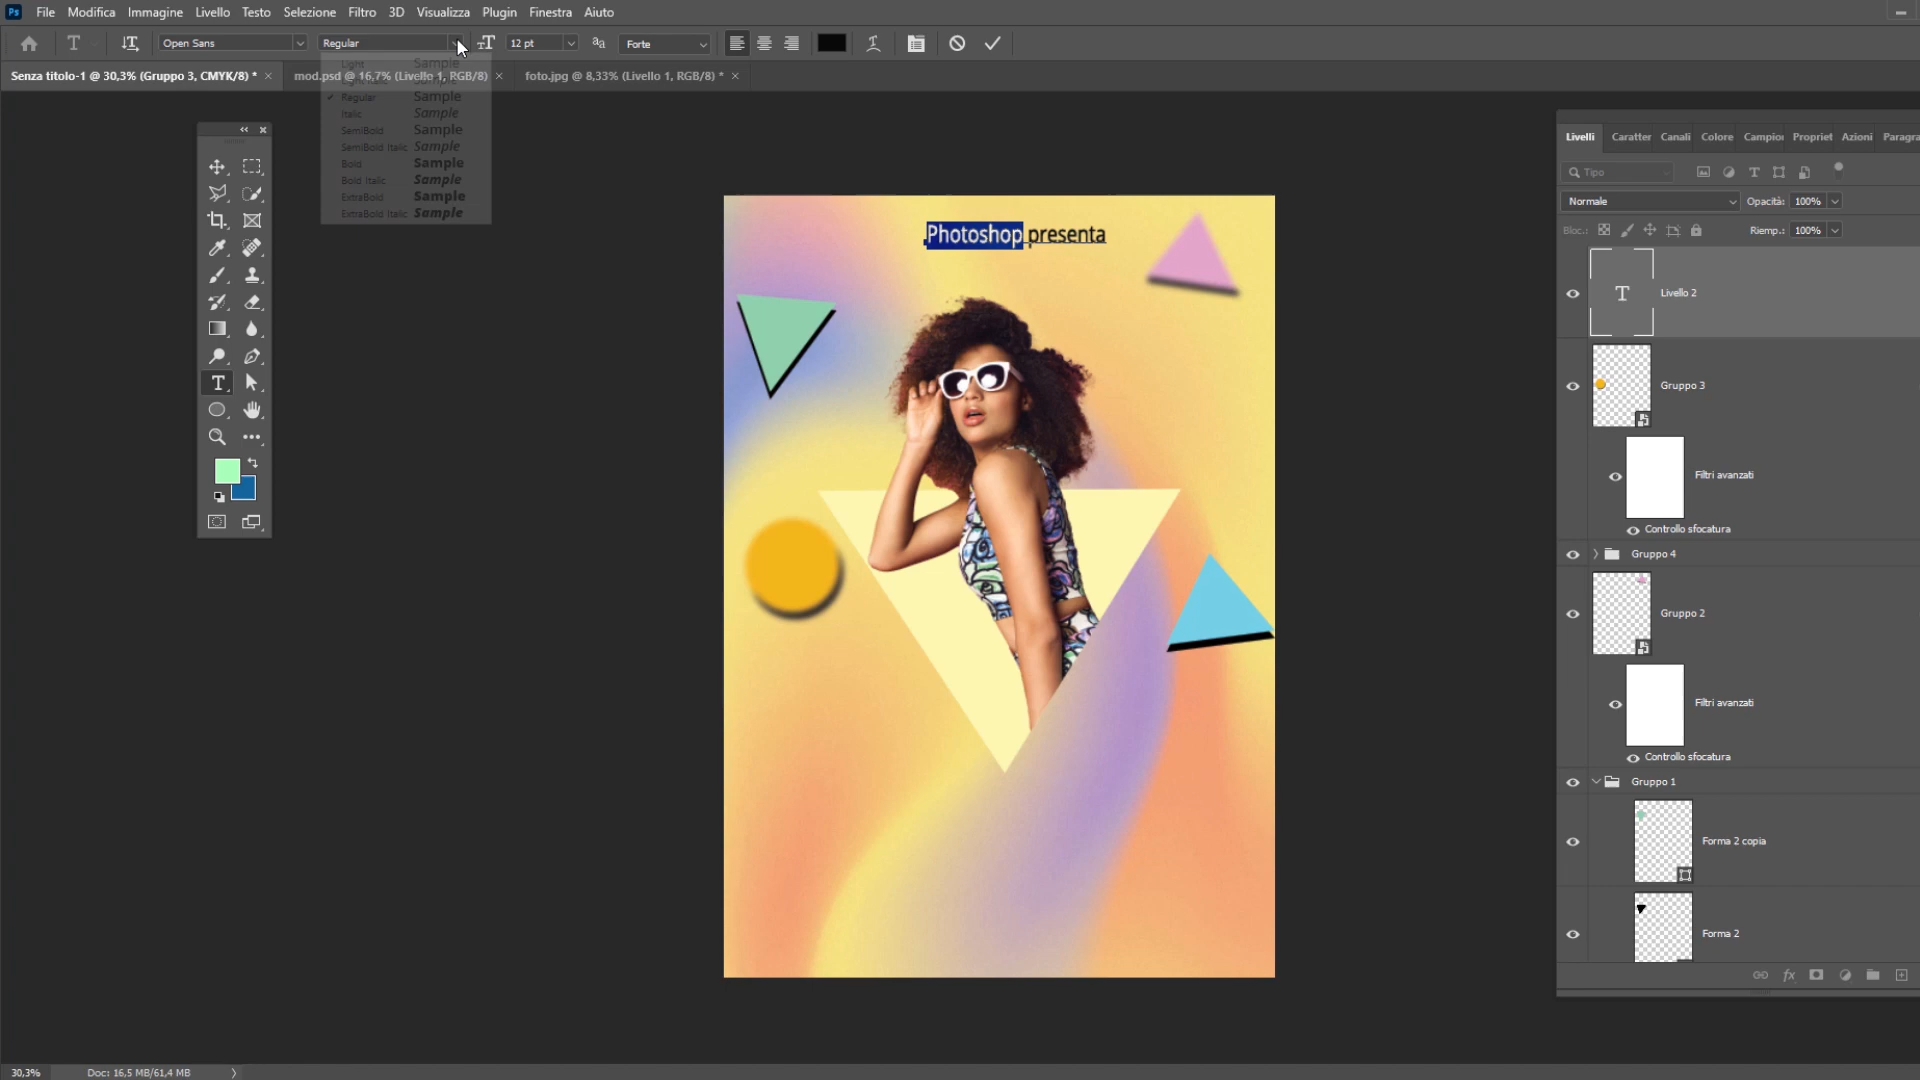 Ps File Modifica Immagine Livello Testo Selezione Filtro 3D Visualizza Plugin Finestra Aiuto
T Open Sans Regular 12 pt aa Forte
Senza titolo-1 @ 30,3% (Gruppo 3, CMYK/8) * mod.psd @ 16,7% (Livello 1, RGB/8) foto.jpg @ 8,33% (Livello 1, RGB/8) *
Light Sample
Regular Sample
Italic Sample
SemiBold Sample
SemiBold Italic Sample
Bold Sample
Bold Italic Sample
ExtraBold Sample
ExtraBold Italic Sample
Photoshop presenta
Livelli Caratter Canali Colore Campion Propriet Azioni Paragra
Tipo
Normale Opacità: 100%
Bloc.: Riemp.: 100%
T Livello 2
Gruppo 3
Filtri avanzati
Controllo sfocatura
Gruppo 4
Gruppo 2
Filtri avanzati
Controllo sfocatura
Gruppo 1
Forma 2 copia
Forma 2
fx
30,3% Doc: 16,5 MB/61,4 MB